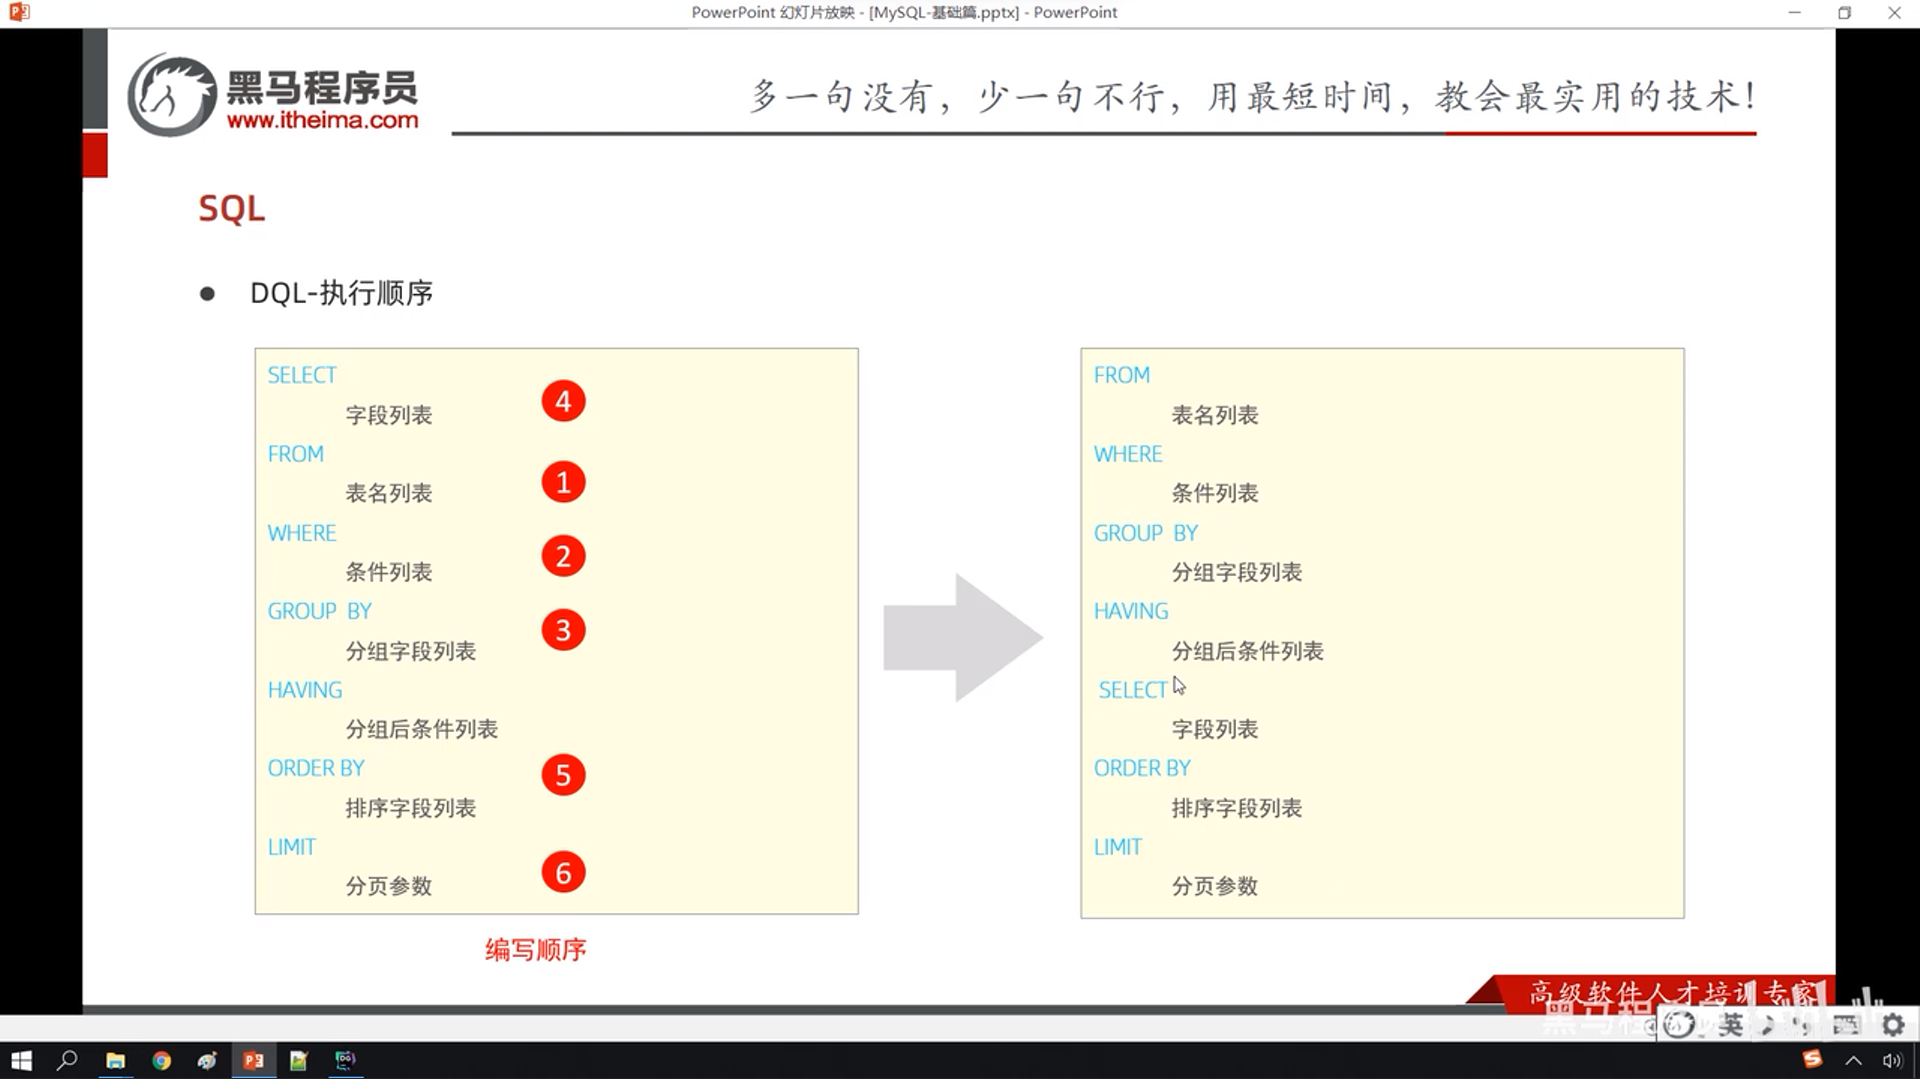 PowerPoint 幻灯片放映 - [MySQL-基础篇.pptx] - PowerPoint
黑马程序员
www.itheima.com
多一句没有，少一句不行，用最短时间，教会最实用的技术！
SQL
● DQL-执行顺序
SELECT
字段列表
4
FROM
表名列表
1
WHERE
条件列表
2
GROUP BY
分组字段列表
3
HAVING
分组后条件列表
ORDER BY
排序字段列表
5
LIMIT
分页参数
6
编写顺序
FROM
表名列表
WHERE
条件列表
GROUP BY
分组字段列表
HAVING
分组后条件列表
SELECT
字段列表
ORDER BY
排序字段列表
LIMIT
分页参数
高级软件人才培训专家
英